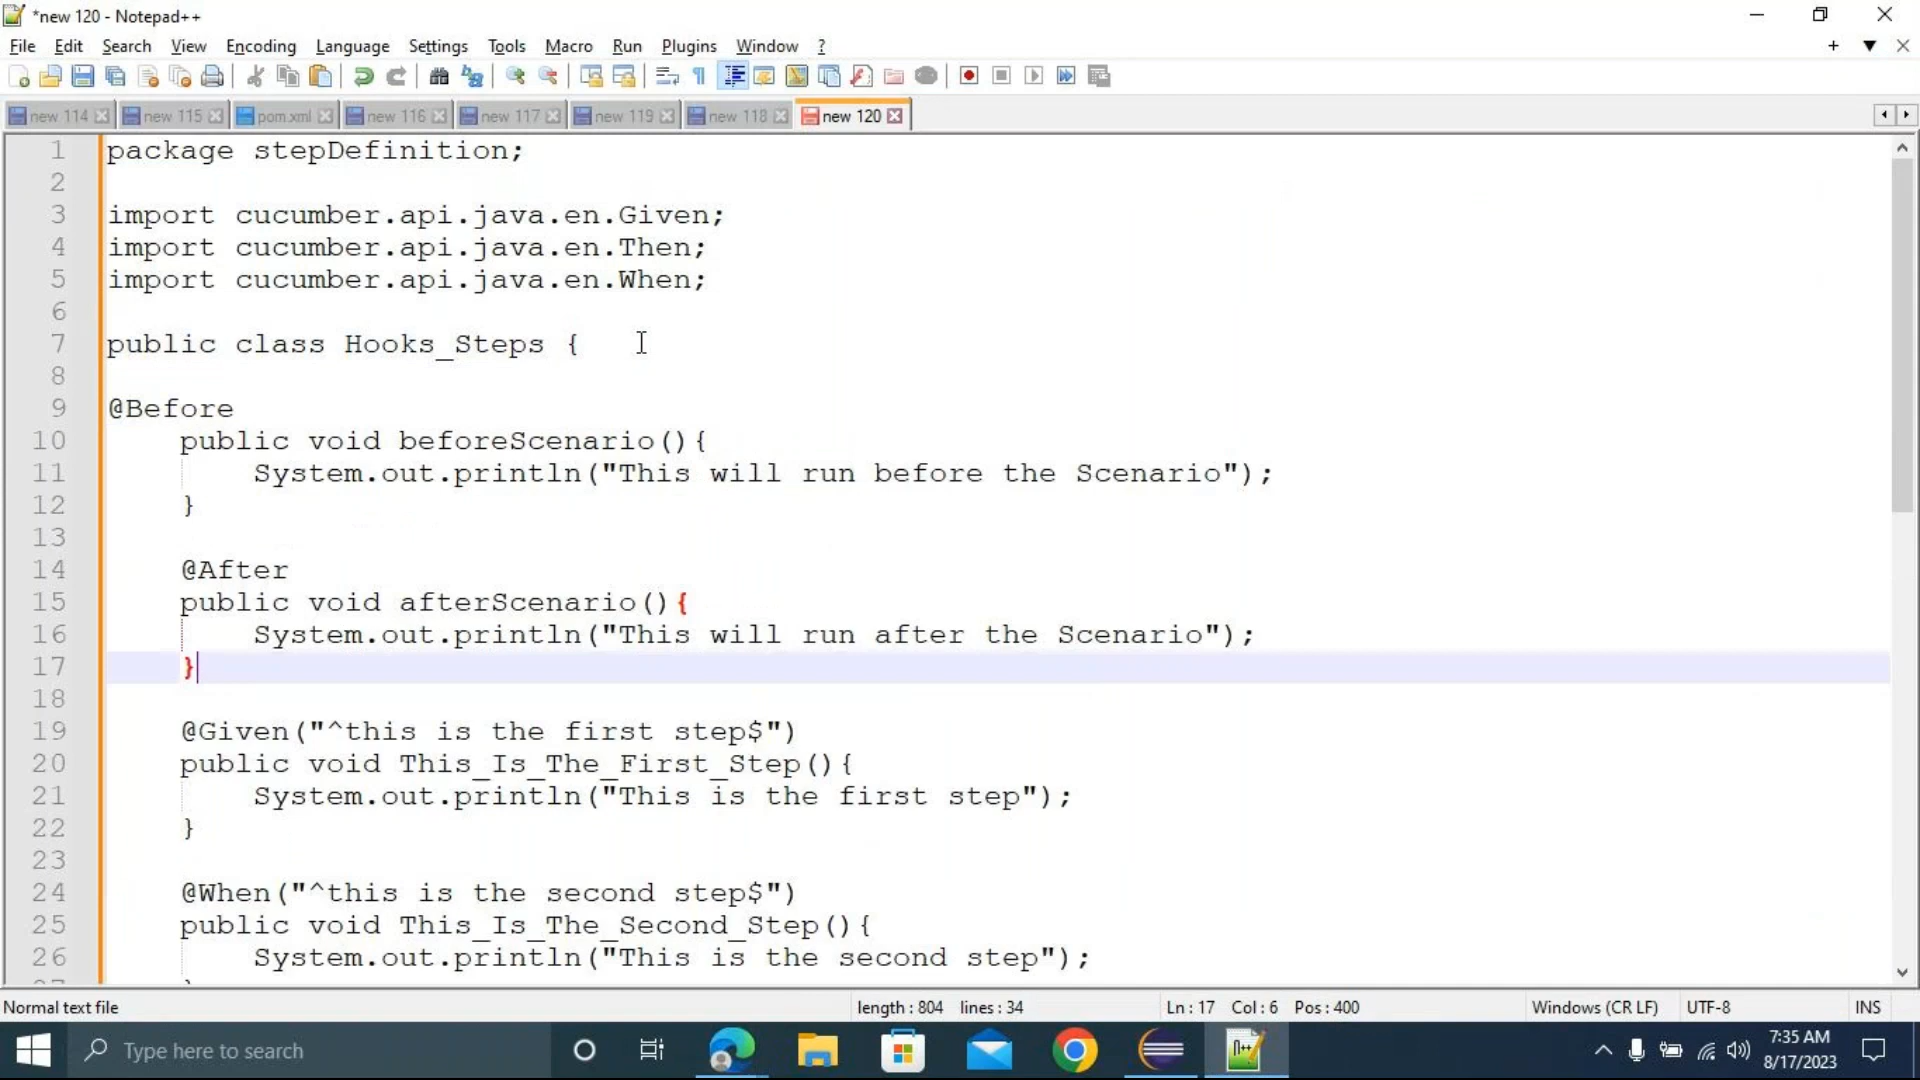 *new 120 - Notepad++
File Edit Search View Encoding Language Settings Tools Macro Run Plugins Window ?
new 114 new 115 pom.xml new 116 new 117 new 119 new 118 new 120
1 package stepDefinition;
2
3 import cucumber.api.java.en.Given;
4 import cucumber.api.java.en.Then;
5 import cucumber.api.java.en.When;
6
7 public class Hooks_Steps {
8
9 @Before
10 public void beforeScenario(){
11 System.out.println("This will run before the Scenario");
12 }
13
14 @After
15 public void afterScenario(){
16 System.out.println("This will run after the Scenario");
17 }
18
19 @Given("^this is the first step$")
20 public void This_Is_The_First_Step(){
21 System.out.println("This is the first step");
22 }
23
24 @When("^this is the second step$")
25 public void This_Is_The_Second_Step(){
26 System.out.println("This is the second step");
Normal text file length : 804 lines : 34 Ln : 17 Col : 6 Pos : 400 Windows (CR LF) UTF-8 INS
Type here to search
7:35 AM
8/17/2023